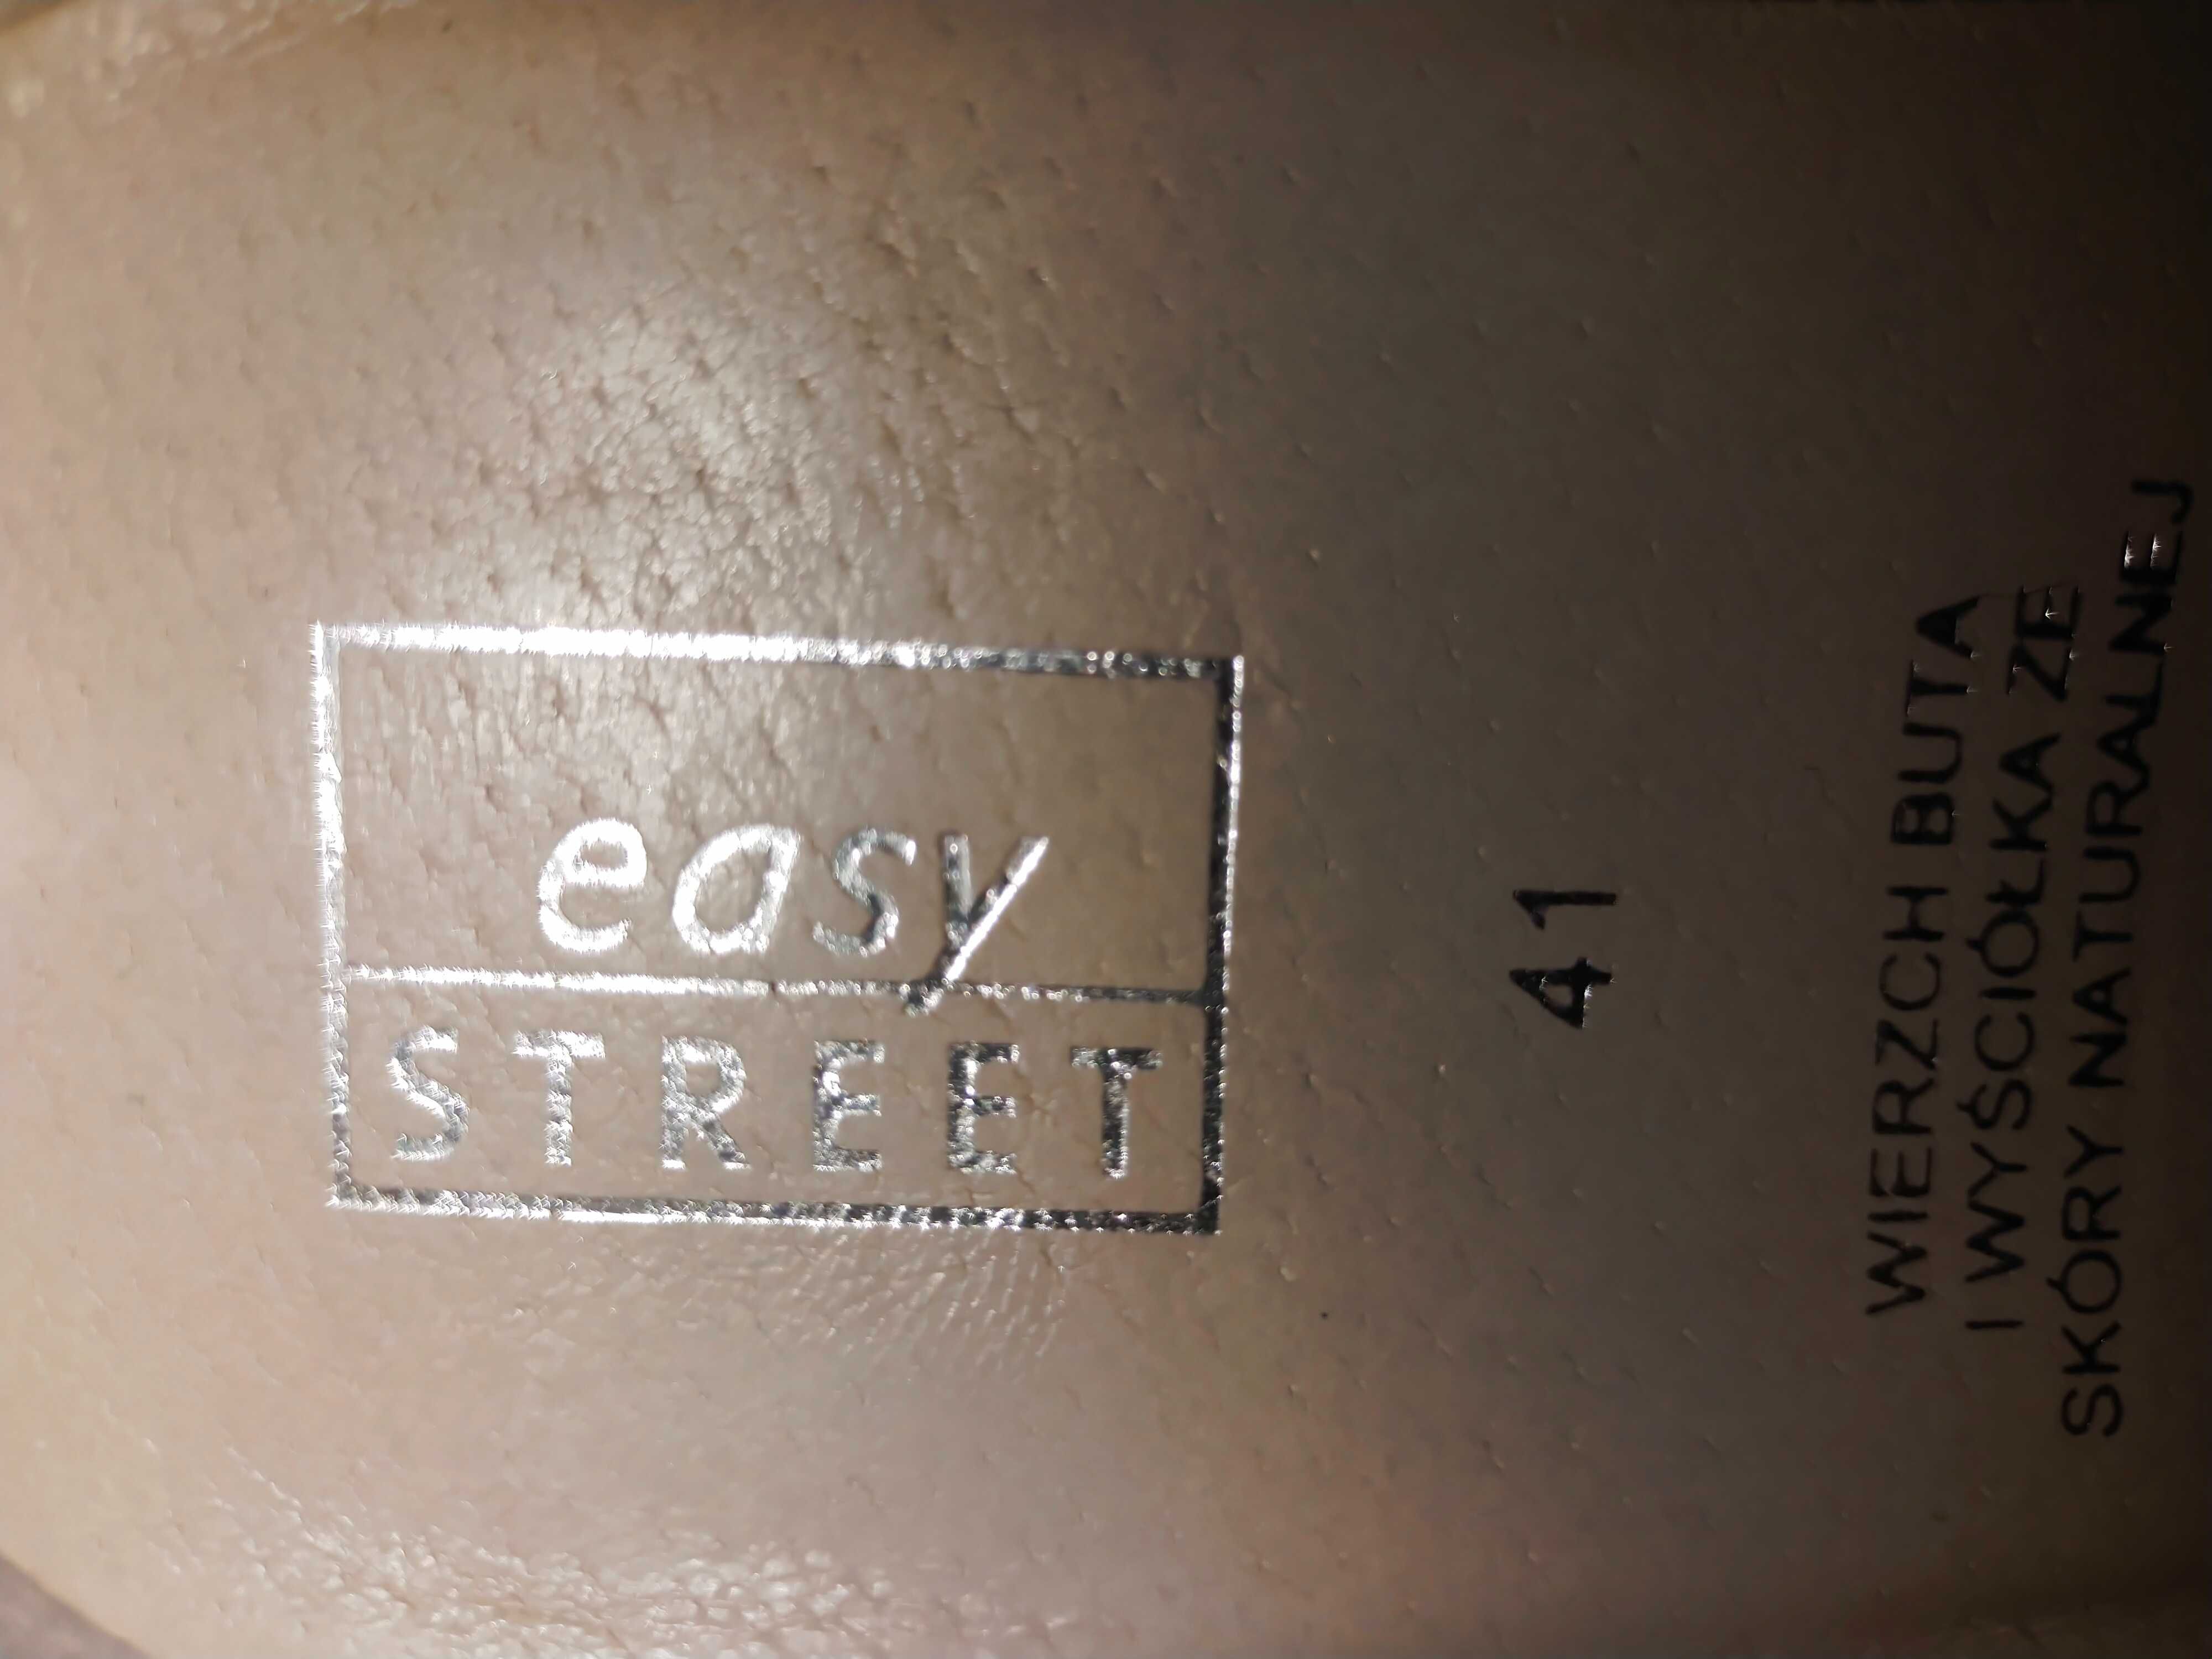 easy
STREET
41
WIERZCH BUTA
I WYŚCIÓŁKA ZE
SKÓRY NATURALNEJ